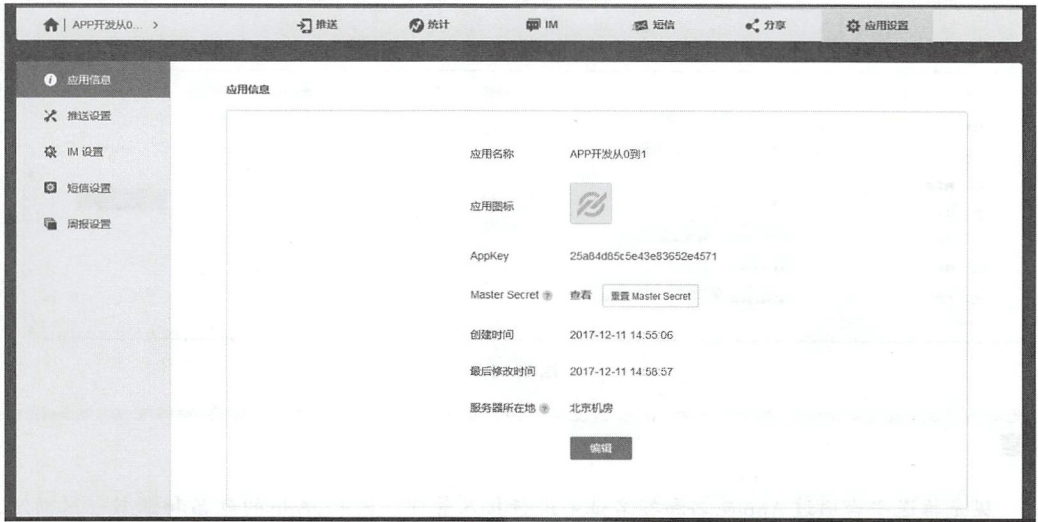 APP开发从0... >
推送
统计
IM
短信
分享
应用设置
应用信息
推送设置
IM 设置
短信设置
周报设置
应用信息
应用名称 APP开发从0到1
应用图标
AppKey 25a84d85c5e43e83652e4571
Master Secret ? 查看 重置 Master Secret
创建时间 2017-12-11 14:55:06
最后修改时间 2017-12-11 14:58:57
服务器所在地 ? 北京机房
编辑